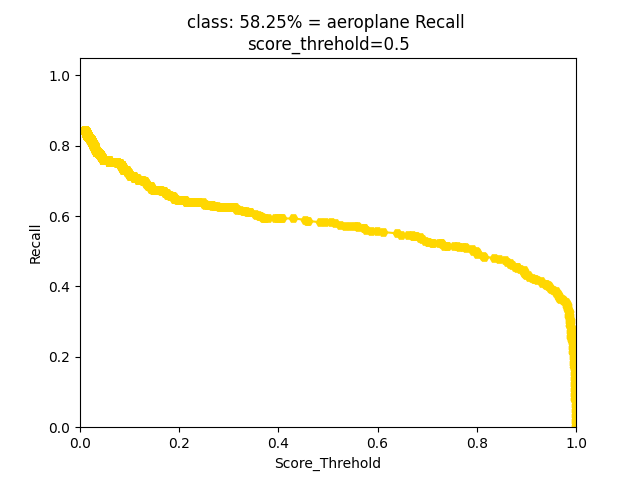 class: 58.25% = aeroplane Recall
score_threhold=0.5
1.0
0.8
0.6
0.4
0.2
0.0
Recall
0.0 0.2 0.4 0.6 0.8 1.0
Score_Threhold